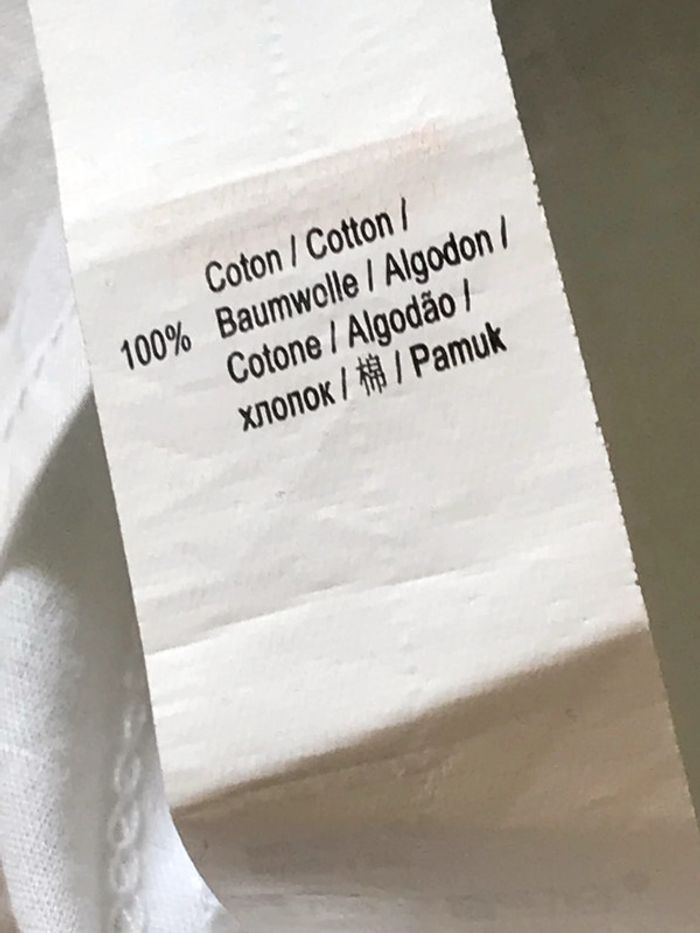 Coton / Cotton /
100% Baumwolle / Algodon /
Cotone / Algodão /
хлопок / 棉 / Pamuk